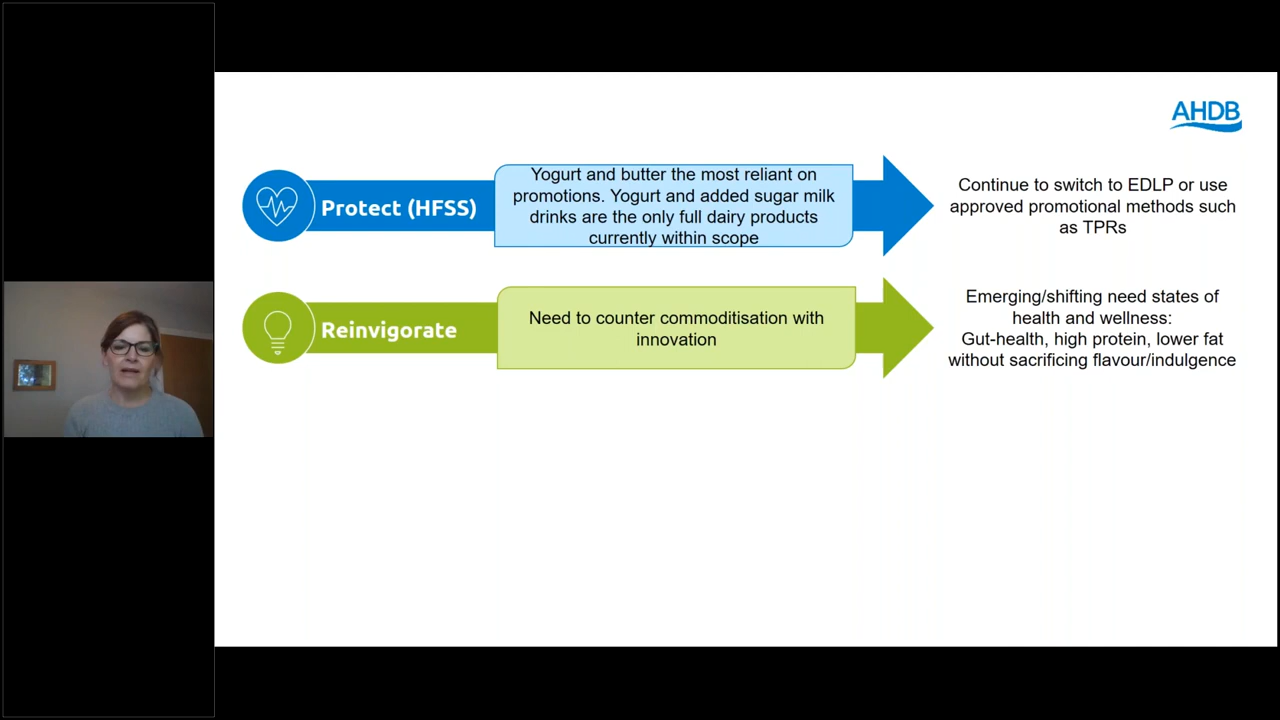 AHDB
Protect (HFSS)
Yogurt and butter the most reliant on
promotions. Yogurt and added sugar milk
drinks are the only full dairy products
currently within scope
Continue to switch to EDLP or use
approved promotional methods such
as TPRs
Reinvigorate
Need to counter commoditisation with
innovation
Emerging/shifting need states of
health and wellness:
Gut-health, high protein, lower fat
without sacrificing flavour/indulgence